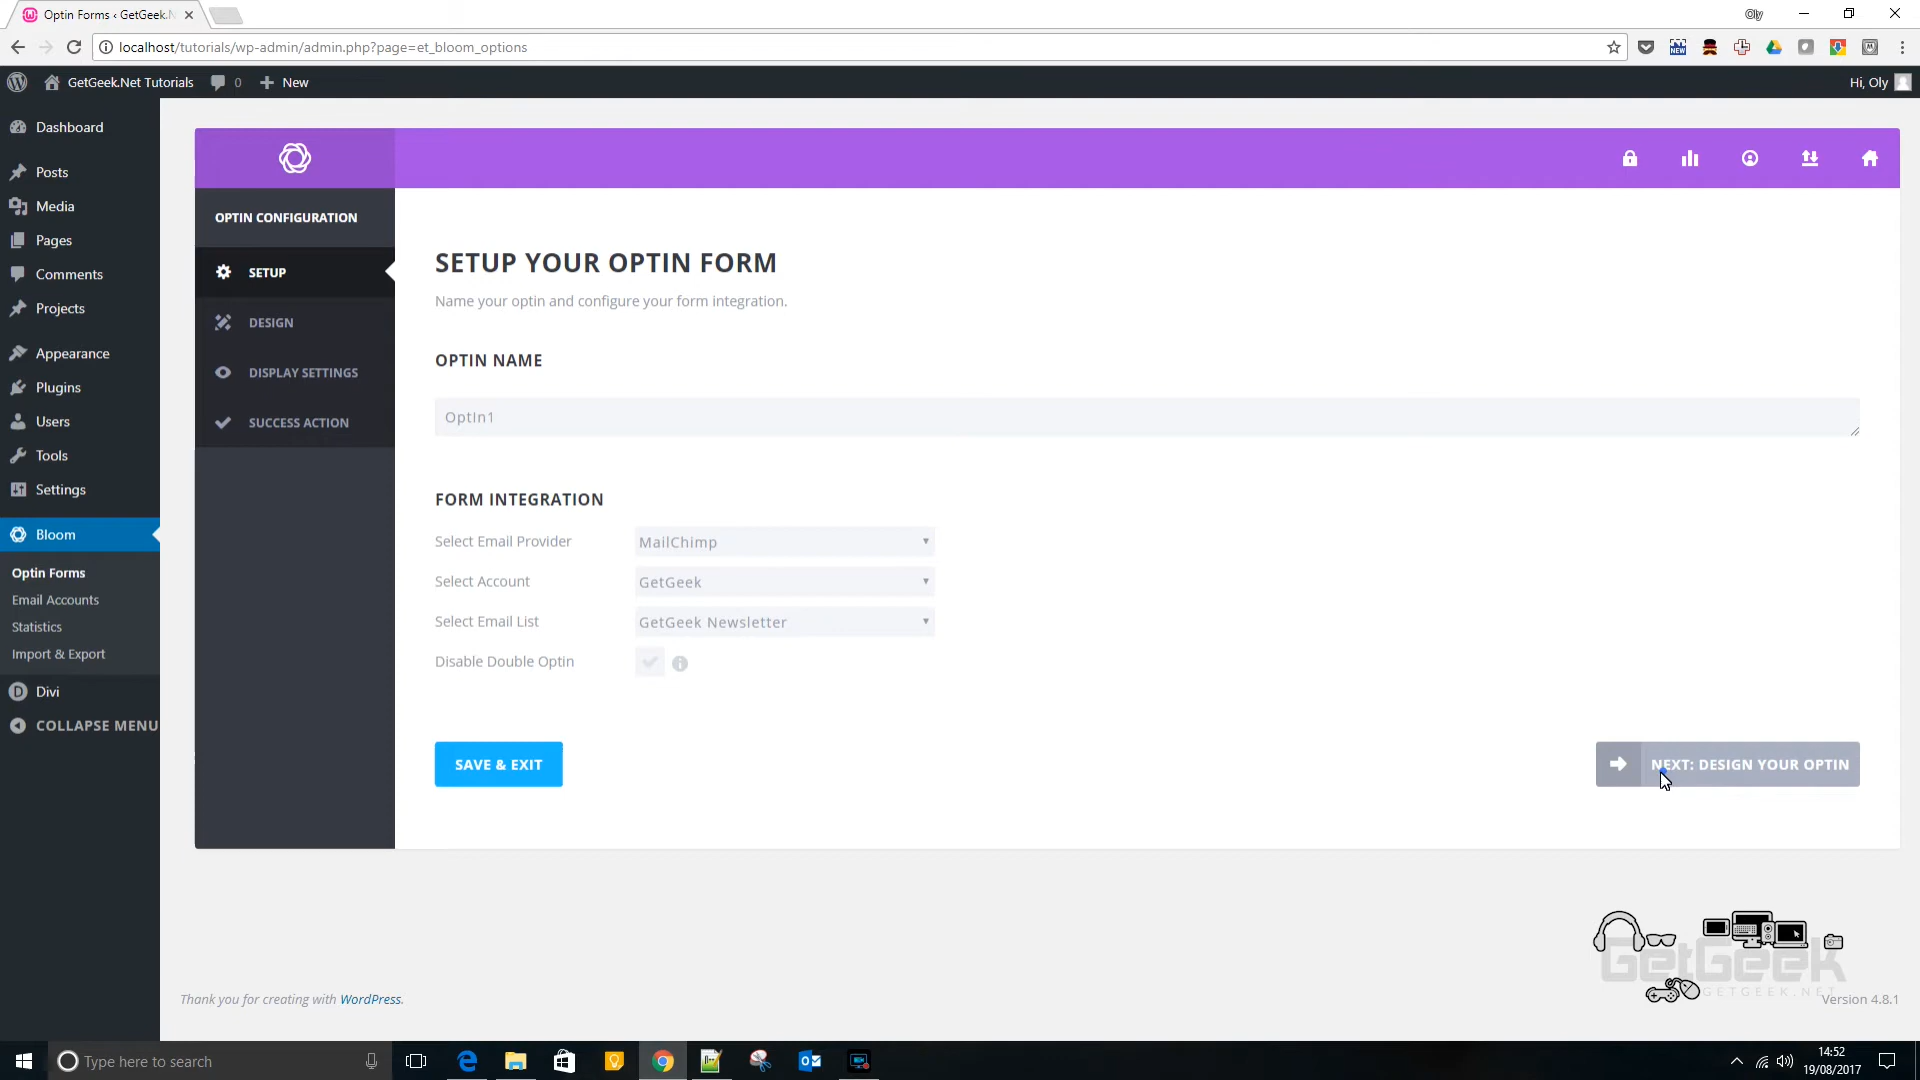 Optin Forms ‹ GetGeek.N
Oly
localhost/tutorials/wp-admin/admin.php?page=et_bloom_options
NEW
GetGeek.Net Tutorials
0
New
Hi, Oly
Dashboard
Posts
Media
Pages
Comments
Projects
Appearance
Plugins
Users
Tools
Settings
Bloom
Optin Forms
Email Accounts
Statistics
Import & Export
Divi
COLLAPSE MENU
OPTIN CONFIGURATION
SETUP
DESIGN
DISPLAY SETTINGS
SUCCESS ACTION
SETUP YOUR OPTIN FORM
Name your optin and configure your form integration.
OPTIN NAME
OptIn1
FORM INTEGRATION
Select Email Provider
MailChimp
Select Account
GetGeek
Select Email List
GetGeek Newsletter
Disable Double Optin
SAVE & EXIT
NEXT: DESIGN YOUR OPTIN
GetGeek
GETGEEK.NET
Thank you for creating with WordPress.
Version 4.8.1
Type here to search
14:52
19/08/2017